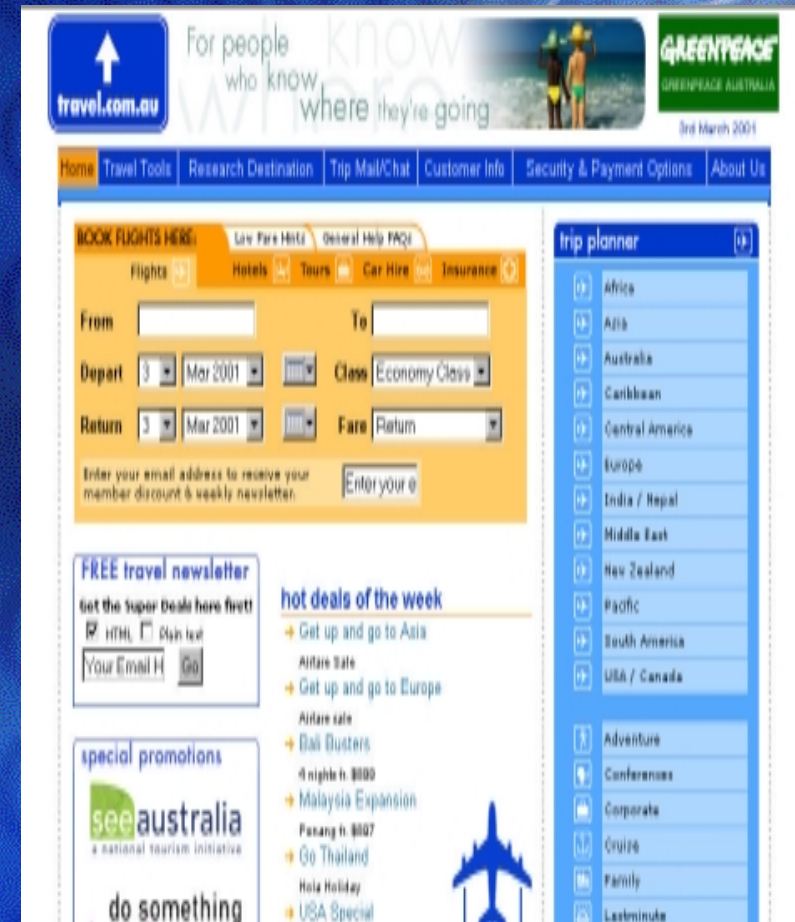 For people
who know
where they're going
know
where
travel.com.au
GREENPEACE
GREENPEACE AUSTRALIA
3rd March 2001
Home Travel Tools Research Destination Trip Mail/Chat Customer Info Security & Payment Options About Us
BOOK FLIGHTS HERE: Low Fare Hints General Help FAQs
Flights Hotels Tours Car Hire Insurance
From To
Depart 3 Mar 2001 Class Economy Class
Return 3 Mar 2001 Fare Return
Enter your email address to receive your
member discount & weekly newsletter.
Enter your e
FREE travel newsletter
Get the Super Deals here first!
HTML Plain text
Your Email H Go
special promotions
seeaustralia
a national tourism initiative
do something
hot deals of the week
Get up and go to Asia
Airfare Sale
Get up and go to Europe
Airfare sale
Bali Busters
Malaysia Expansion
Go Thailand
Hola Holiday
USA Special
trip planner
Africa
Asia
Australia
Caribbean
Central America
Europe
India / Nepal
Middle East
New Zealand
Pacific
South America
USA / Canada
Adventure
Conferences
Corporate
Cruise
Family
Lastminute